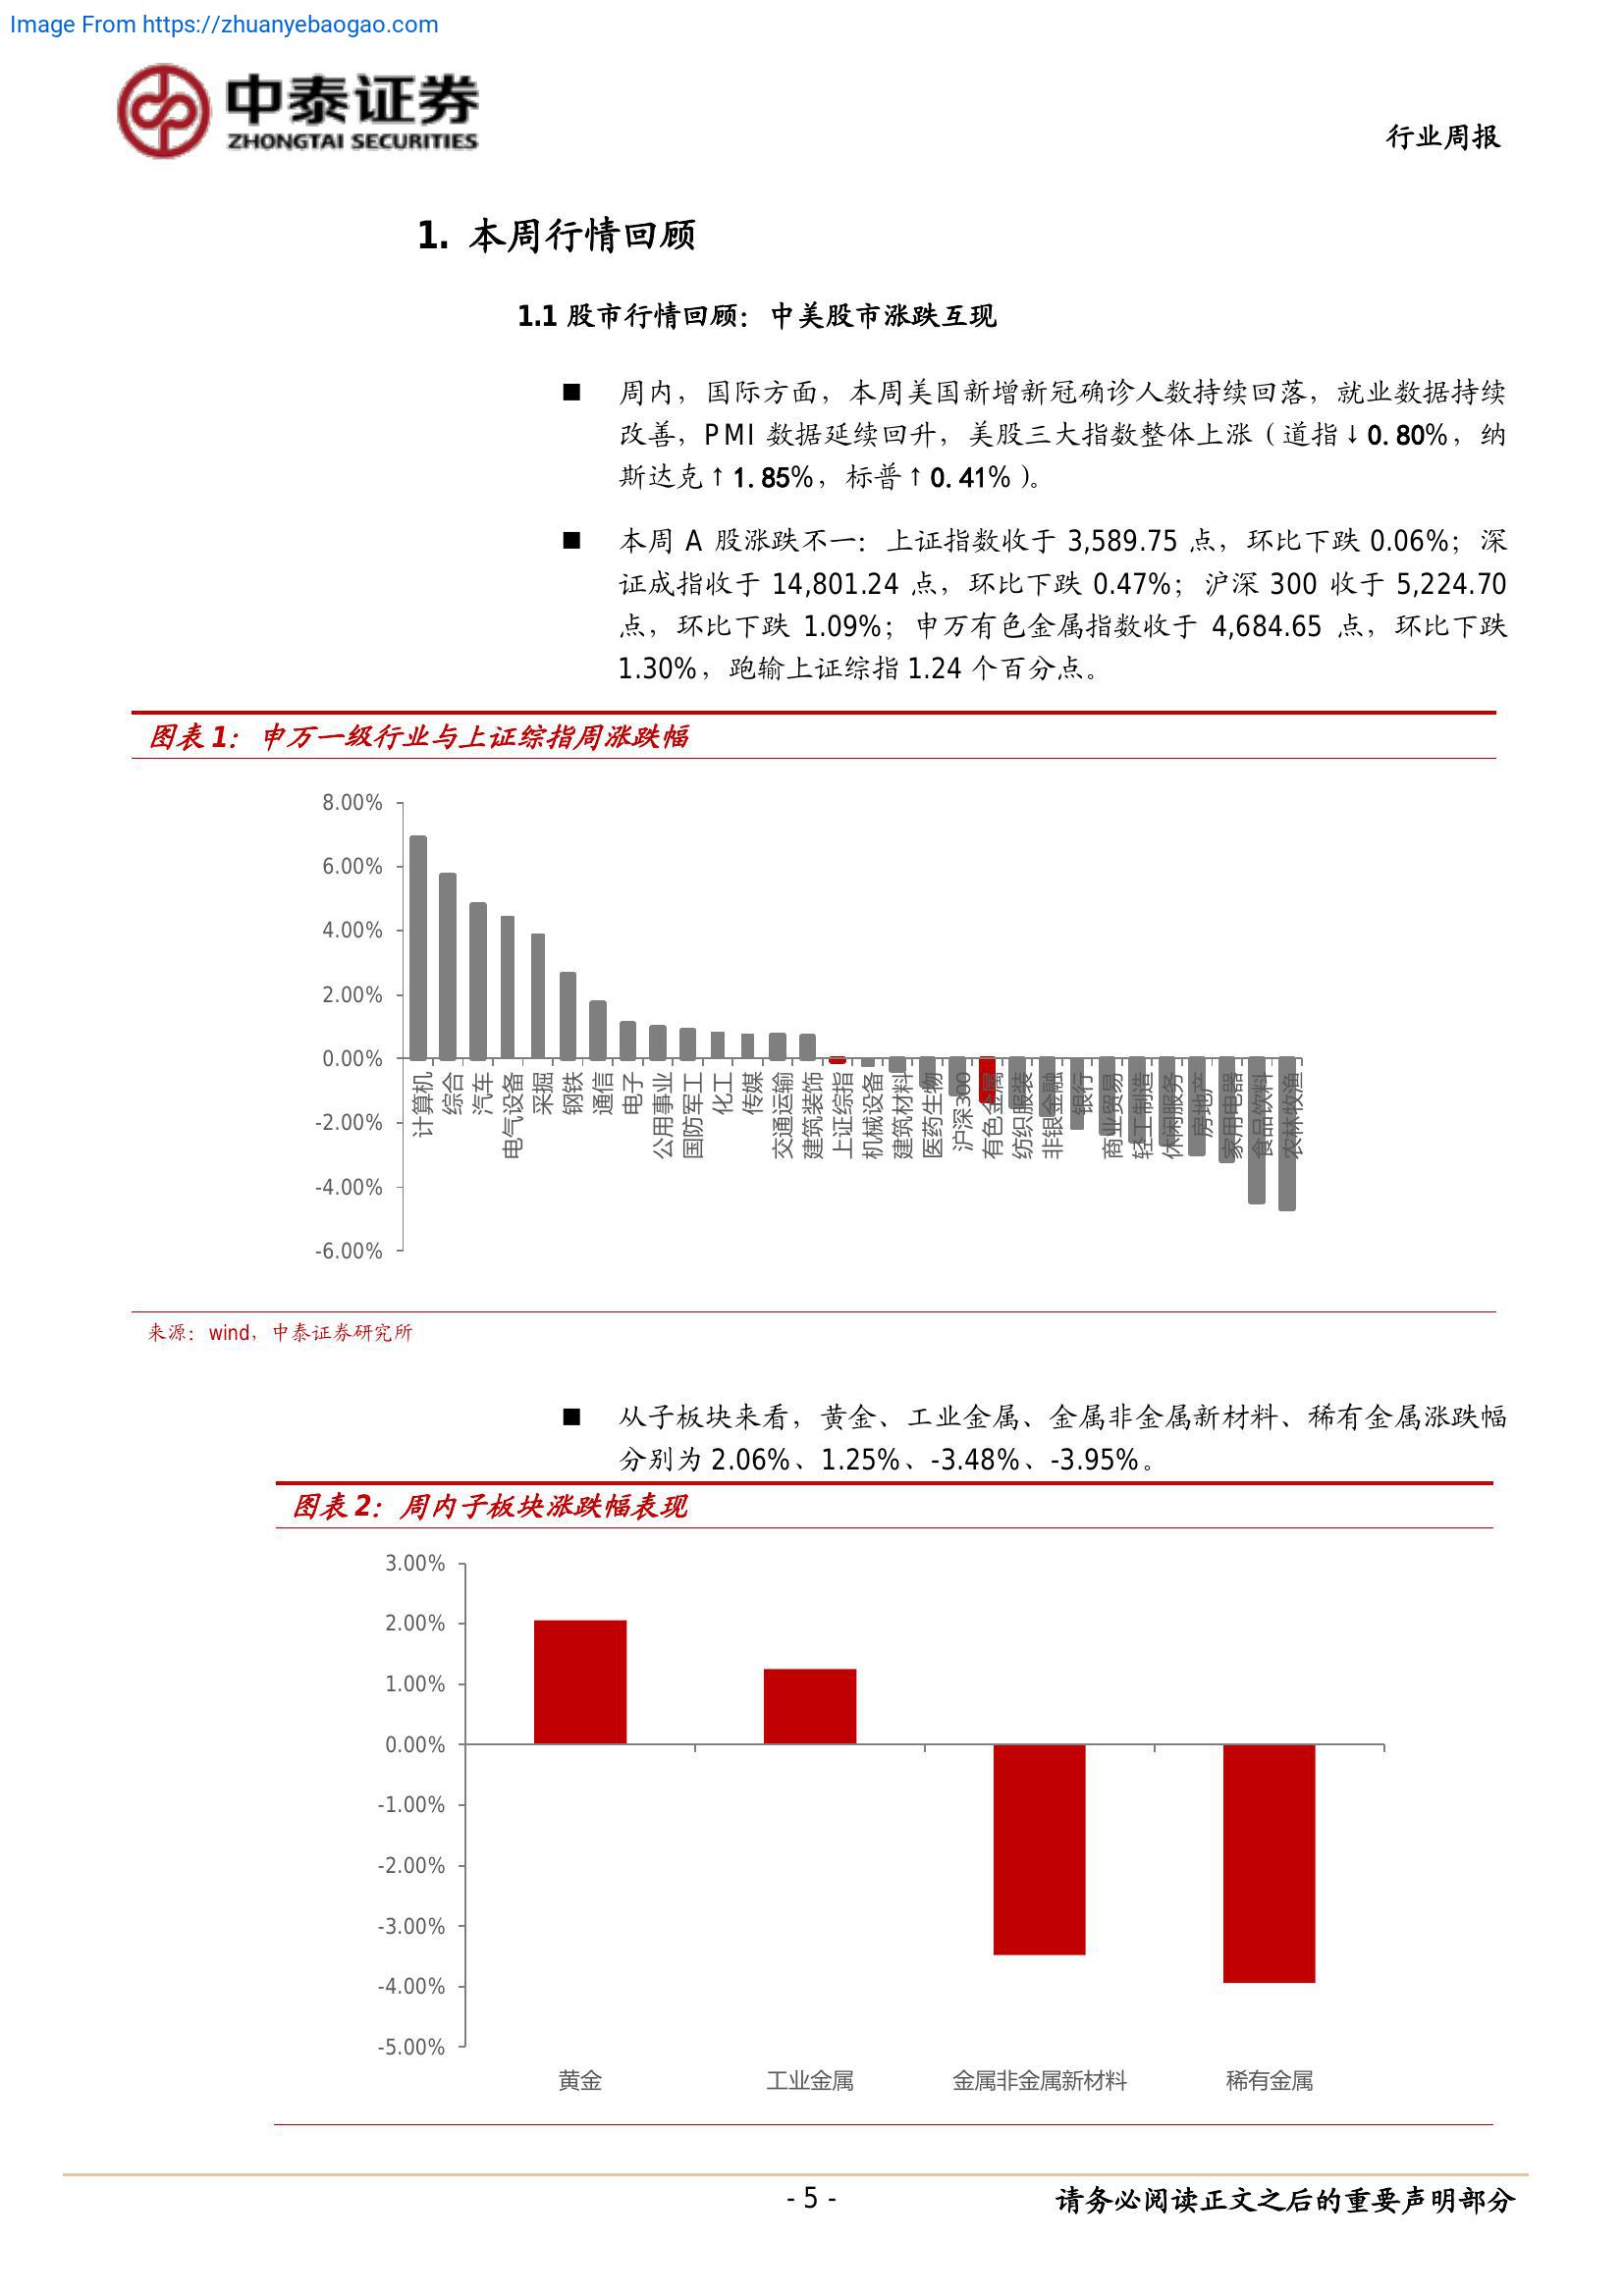 Image From https://zhuanyebaogao.com
中泰证券
ZHONGTAI SECURITIES
行业周报
1. 本周行情回顾
1.1 股市行情回顾：中美股市涨跌互现
■ 周内，国际方面，本周美国新增新冠确诊人数持续回落，就业数据持续
改善，PMI 数据延续回升，美股三大指数整体上涨（道指↓0.80%，纳
斯达克↑1.85%，标普↑0.41%）。
■ 本周 A 股涨跌不一：上证指数收于 3,589.75 点，环比下跌 0.06%；深
证成指收于 14,801.24 点，环比下跌 0.47%；沪深 300 收于 5,224.70
点，环比下跌 1.09%；申万有色金属指数收于 4,684.65 点，环比下跌
1.30%，跑输上证综指 1.24 个百分点。
图表 1：申万一级行业与上证综指周涨跌幅
8.00%
6.00%
4.00%
2.00%
0.00%
-2.00%
-4.00%
-6.00%
计算机
综合
汽车
电气设备
采掘
钢铁
通信
电子
公用事业
国防军工
化工
传媒
交通运输
建筑装饰
上证综指
机械设备
建筑材料
医药生物
沪深300
有色金属
纺织服装
非银金融
银行
商业贸易
轻工制造
休闲服务
房地产
家用电器
食品饮料
农林牧渔
来源：wind，中泰证券研究所
■ 从子板块来看，黄金、工业金属、金属非金属新材料、稀有金属涨跌幅
分别为 2.06%、1.25%、-3.48%、-3.95%。
图表 2：周内子板块涨跌幅表现
3.00%
2.00%
1.00%
0.00%
-1.00%
-2.00%
-3.00%
-4.00%
-5.00%
黄金
工业金属
金属非金属新材料
稀有金属
- 5 -
请务必阅读正文之后的重要声明部分